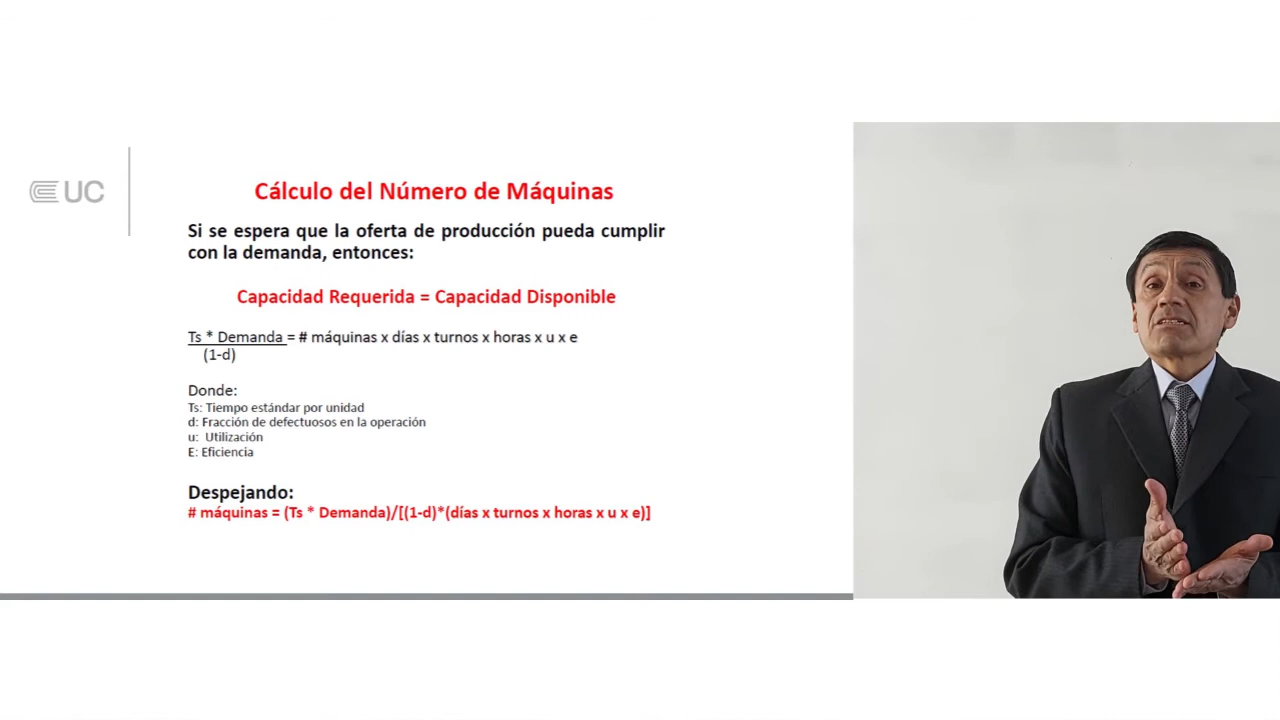 UC
Cálculo del Número de Máquinas
Si se espera que la oferta de producción pueda cumplir
con la demanda, entonces:
Capacidad Requerida = Capacidad Disponible
Ts * Demanda = # máquinas x días x turnos x horas x u x e
(1-d)
Donde:
Ts: Tiempo estándar por unidad
d: Fracción de defectuosos en la operación
u: Utilización
E: Eficiencia
Despejando:
# máquinas = (Ts * Demanda)/[(1-d)*(días x turnos x horas x u x e)]